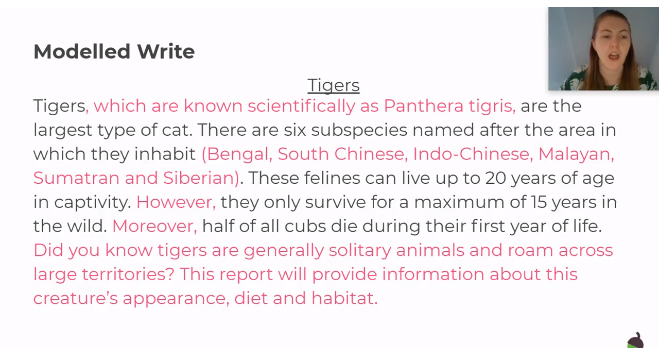 Modelled Write
Tigers
Tigers, which are known scientifically as Panthera tigris, are the
largest type of cat. There are six subspecies named after the area in
which they inhabit (Bengal, South Chinese, Indo-Chinese, Malayan,
Sumatran and Siberian). These felines can live up to 20 years of age
in captivity. However, they only survive for a maximum of 15 years in
the wild. Moreover, half of all cubs die during their first year of life.
Did you know tigers are generally solitary animals and roam across
large territories? This report will provide information about this
creature’s appearance, diet and habitat.